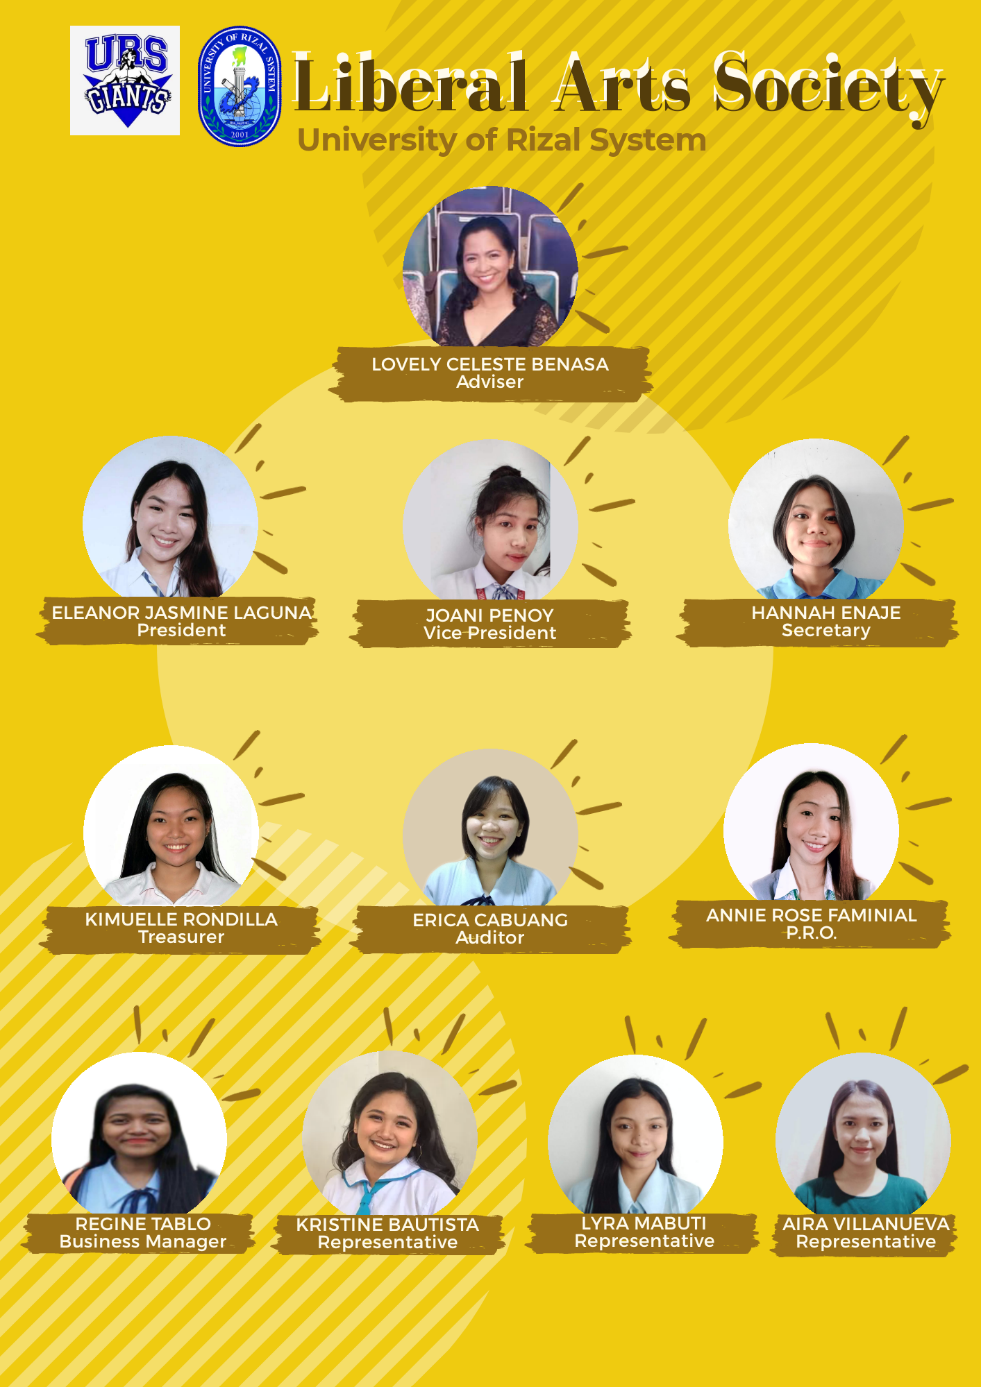 URS
GIANTS
UNIVERSITY OF RIZAL SYSTEM
2001
Liberal Arts Society
University of Rizal System
LOVELY CELESTE BENASA
Adviser
ELEANOR JASMINE LAGUNA
President
JOANI PENOY
Vice President
HANNAH ENAJE
Secretary
KIMUELLE RONDILLA
Treasurer
ERICA CABUANG
Auditor
ANNIE ROSE FAMINIAL
P.R.O.
REGINE TABLO
Business Manager
KRISTINE BAUTISTA
Representative
LYRA MABUTI
Representative
AIRA VILLANUEVA
Representative